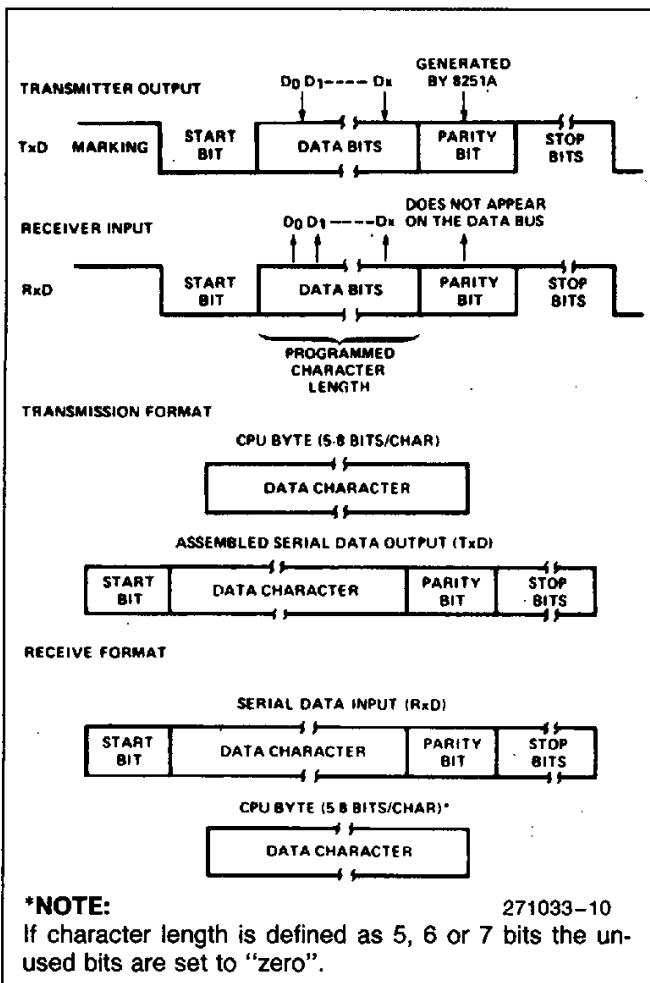 GENERATED
BY 8251A
TRANSMITTER OUTPUT D0 D1---- Dx
TxD MARKING START BIT DATA BITS PARITY BIT STOP BITS
RECEIVER INPUT D0 D1----Dx DOES NOT APPEAR ON THE DATA BUS
RxD START BIT DATA BITS PARITY BIT STOP BITS
PROGRAMMED
CHARACTER
LENGTH
TRANSMISSION FORMAT
CPU BYTE (5-8 BITS/CHAR)
DATA CHARACTER
ASSEMBLED SERIAL DATA OUTPUT (TxD)
START BIT DATA CHARACTER PARITY BIT STOP BITS
RECEIVE FORMAT
SERIAL DATA INPUT (RxD)
START BIT DATA CHARACTER PARITY BIT STOP BITS
CPU BYTE (5-8 BITS/CHAR)*
DATA CHARACTER
*NOTE: 271033-10
If character length is defined as 5, 6 or 7 bits the un-
used bits are set to "zero".